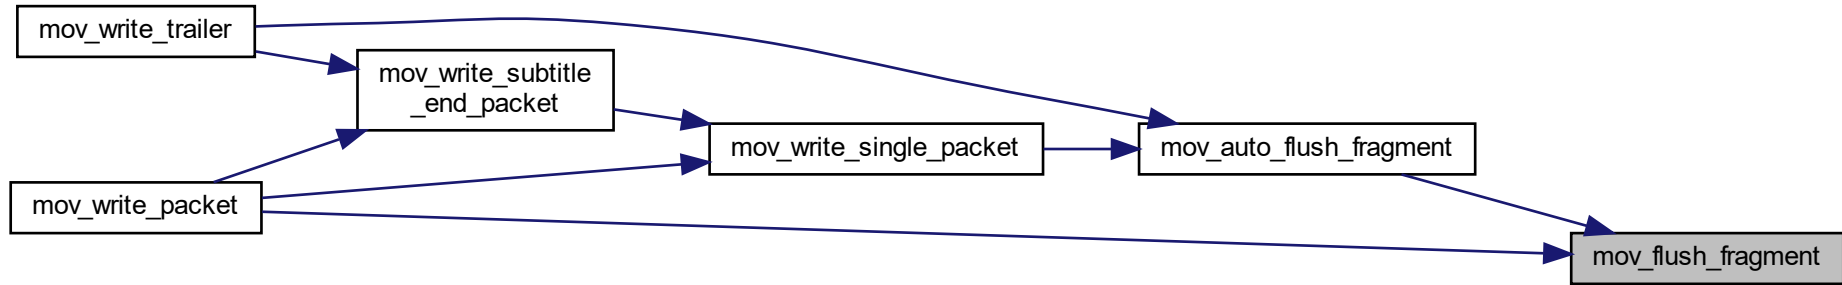 mov_write_trailer
mov_write_subtitle
_end_packet
mov_write_single_packet
mov_auto_flush_fragment
mov_write_packet
mov_flush_fragment